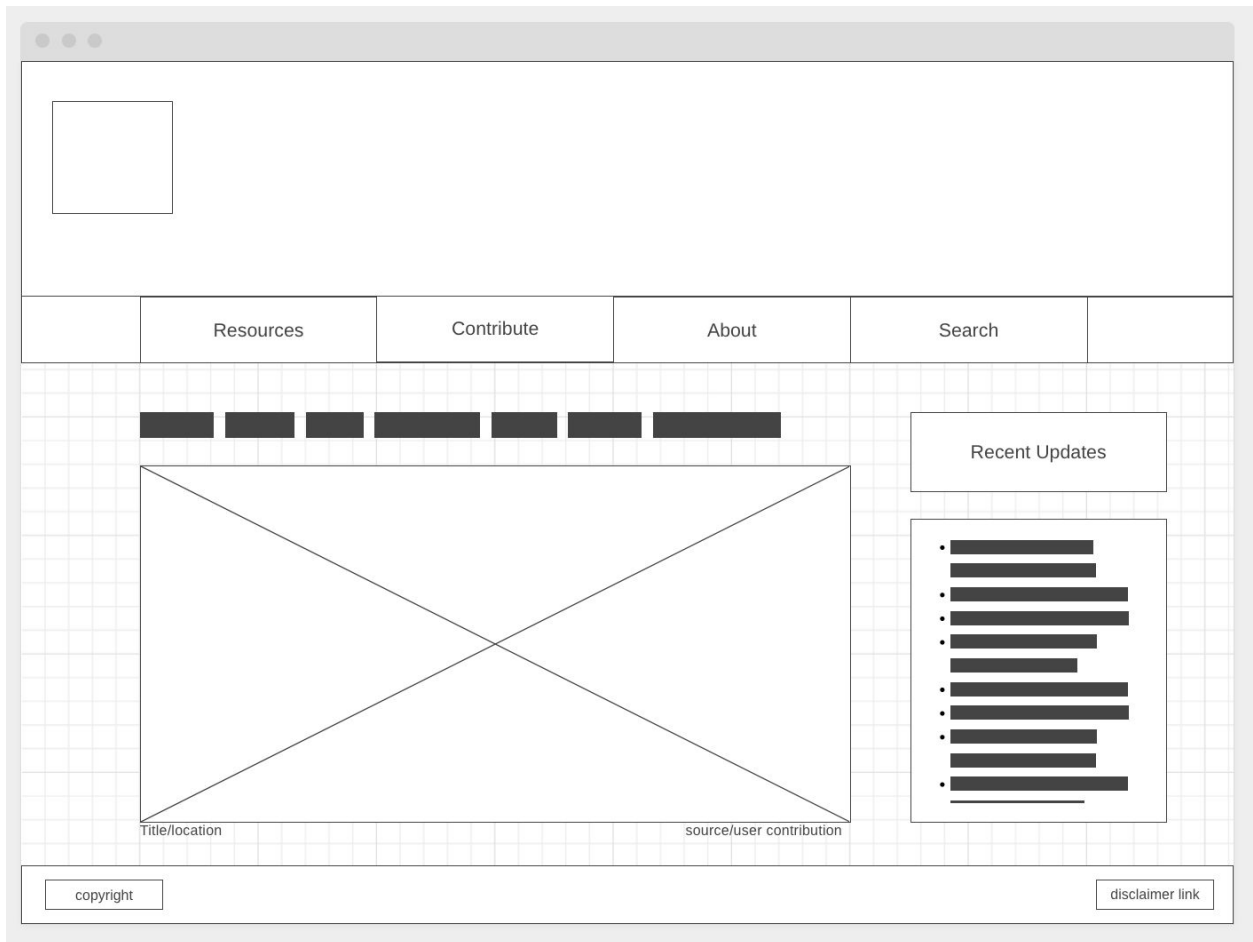 Resources
Contribute
About
Search
Recent Updates
Title/location
source/user contribution
copyright
disclaimer link